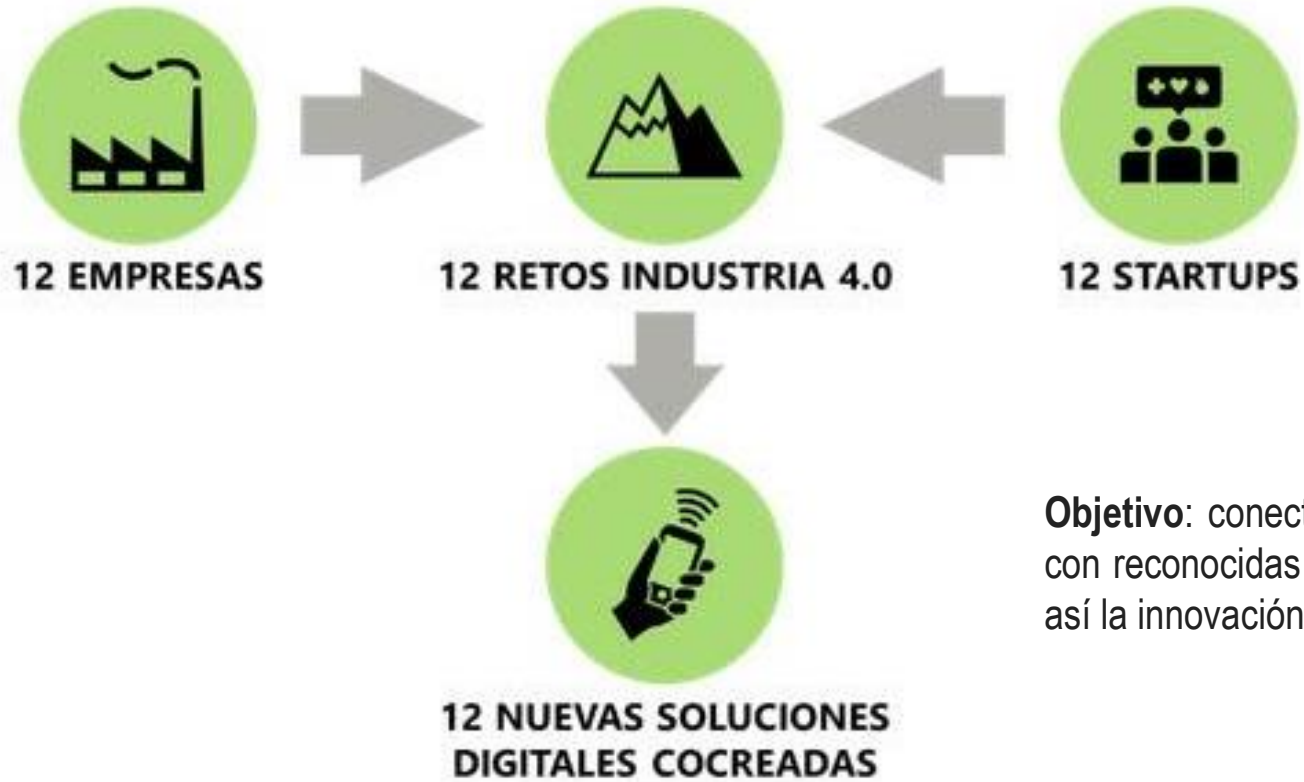 12 EMPRESAS
12 RETOS INDUSTRIA 4.0
12 STARTUPS
12 NUEVAS SOLUCIONES
DIGITALES COCREADAS
Objetivo: conect
con reconocidas
así la innovación